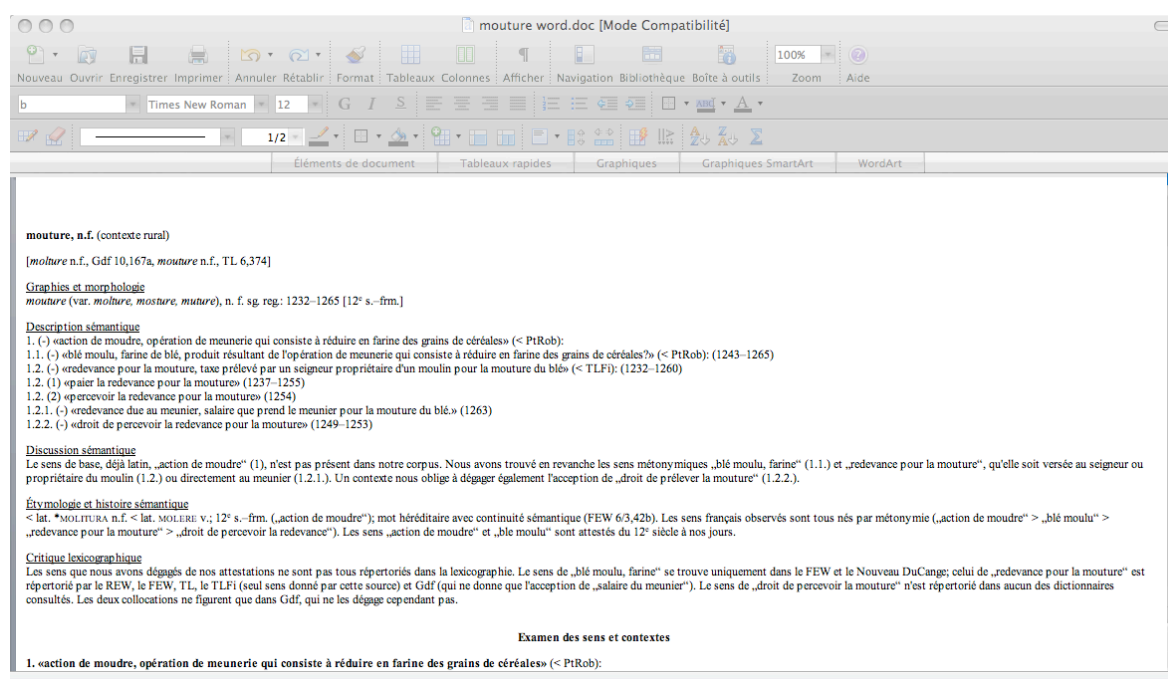 mouture word.doc [Mode Compatibilité]
100%
Nouveau Ouvrir Enregistrer Imprimer Annuler Rétablir Format Tableaux Colonnes Afficher Navigation Bibliothèque Boîte à outils Zoom Aide
b Times New Roman 12 G I S ABC A
1/2
Éléments de document Tableaux rapides Graphiques Graphiques SmartArt WordArt
mouture, n.f. (contexte rural)
[molture n.f., Gdf 10,167a, mouture n.f., TL 6,374]
Graphies et morphologie
mouture (var. molture, mosture, muture), n. f. sg. reg.: 1232–1265 [12e s.–frm.]
Description sémantique
1. (-) «action de moudre, opération de meunerie qui consiste à réduire en farine des grains de céréales» (< PtRob):
1.1. (-) «blé moulu, farine de blé, produit résultant de l'opération de meunerie qui consiste à réduire en farine des grains de céréales?» (< PtRob): (1243–1265)
1.2. (-) «redevance pour la mouture, taxe prélevé par un seigneur propriétaire d'un moulin pour la mouture du blé» (< TLFi): (1232–1260)
1.2. (1) «paier la redevance pour la mouture» (1237–1255)
1.2. (2) «percevoir la redevance pour la mouture» (1254)
1.2.1. (-) «redevance due au meunier, salaire que prend le meunier pour la mouture du blé.» (1263)
1.2.2. (-) «droit de percevoir la redevance pour la mouture» (1249–1253)
Discussion sémantique
Le sens de base, déjà latin, „action de moudre“ (1), n'est pas présent dans notre corpus. Nous avons trouvé en revanche les sens métonymiques „blé moulu, farine“ (1.1.) et „redevance pour la mouture“, qu'elle soit versée au seigneur ou
propriétaire du moulin (1.2.) ou directement au meunier (1.2.1.). Un contexte nous oblige à dégager également l'acception de „droit de prélever la mouture“ (1.2.2.).
Étymologie et histoire sémantique
< lat. *MOLITURA n.f. < lat. MOLERE v.; 12e s.–frm. („action de moudre“); mot héréditaire avec continuité sémantique (FEW 6/3,42b). Les sens français observés sont tous nés par métonymie („action de moudre“ > „blé moulu“ >
„redevance pour la mouture“ > „droit de percevoir la redevance“). Les sens „action de moudre“ et „ble moulu“ sont attestés du 12e siècle à nos jours.
Critique lexicographique
Les sens que nous avons dégagés de nos attestations ne sont pas tous répertoriés dans la lexicographie. Le sens de „blé moulu, farine“ se trouve uniquement dans le FEW et le Nouveau DuCange; celui de „redevance pour la mouture“ est
répertorié par le REW, le FEW, TL, le TLFi (seul sens donné par cette source) et Gdf (qui ne donne que l'acception de „salaire du meunier“). Le sens de „droit de percevoir la mouture“ n'est répertorié dans aucun des dictionnaires
consultés. Les deux collocations ne figurent que dans Gdf, qui ne les dégage cependant pas.
Examen des sens et contextes
1. «action de moudre, opération de meunerie qui consiste à réduire en farine des grains de céréales» (< PtRob):